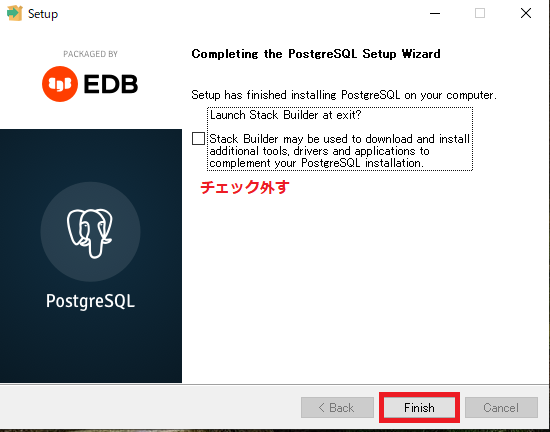 Setup
PACKAGED BY
EDB
Completing the PostgreSQL Setup Wizard
Setup has finished installing PostgreSQL on your computer.
Launch Stack Builder at exit?
Stack Builder may be used to download and install
additional tools, drivers and applications to
complement your PostgreSQL installation.
チェック外す
PostgreSQL
< Back
Finish
Cancel